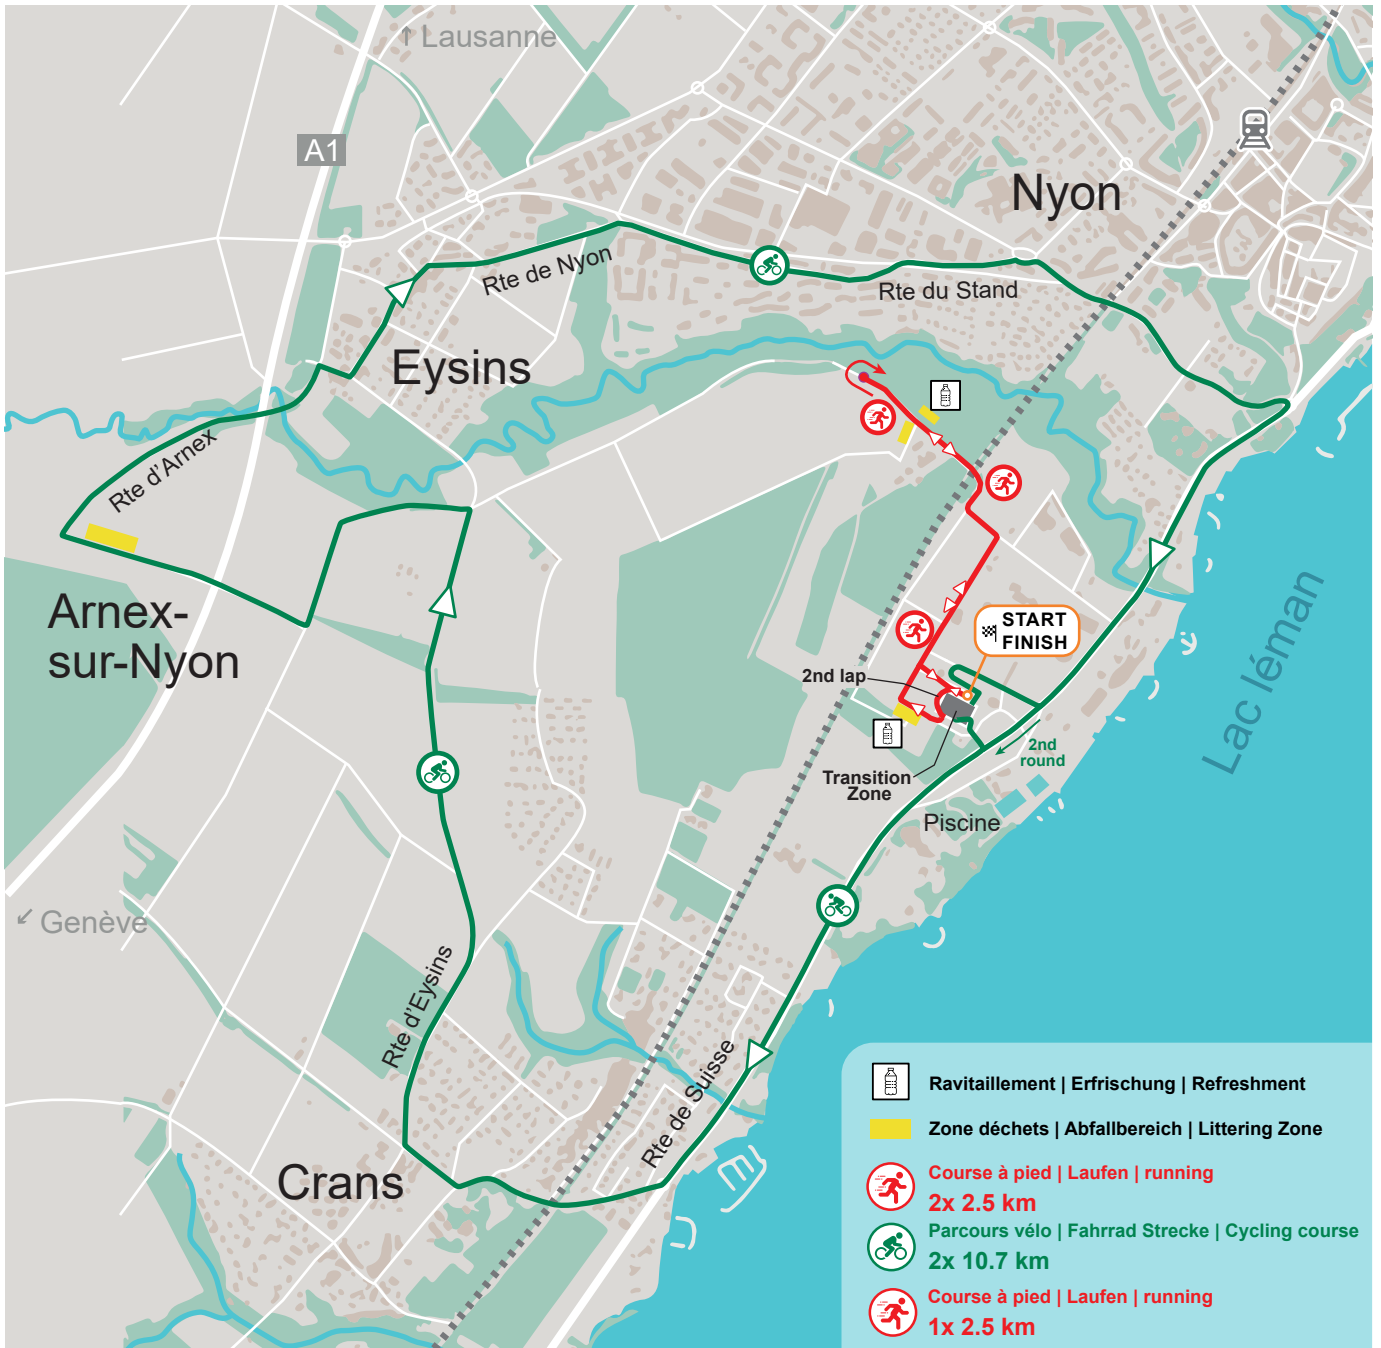 ↑ Lausanne
A1
Nyon
Rte de Nyon
Rte du Stand
Eysins
Rte d'Arnex
Arnex-
sur-Nyon
START
FINISH
2nd lap
Lac léman
2nd
round
Transition
Zone
Piscine
↙ Genève
Rte d'Eysins
Rte de Suisse
Crans
Ravitaillement | Erfrischung | Refreshment
Zone déchets | Abfallbereich | Littering Zone
Course à pied | Laufen | running
2x 2.5 km
Parcours vélo | Fahrrad Strecke | Cycling course
2x 10.7 km
Course à pied | Laufen | running
1x 2.5 km